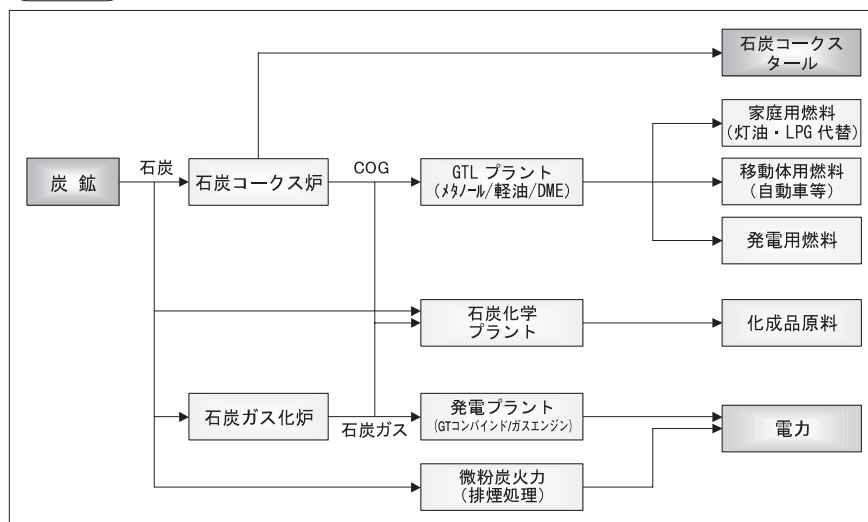 石炭コークス
タール
家庭用燃料
(灯油・LPG 代替)
炭 鉱
石炭
石炭コークス炉
COG
GTL プラント
(メタノール/軽油/DME)
移動体用燃料
(自動車等)
発電用燃料
石炭化学
プラント
化成品原料
石炭ガス化炉
石炭ガス
発電プラント
(GTコンバインド/ガスエンジン)
電力
微粉炭火力
(排煙処理)